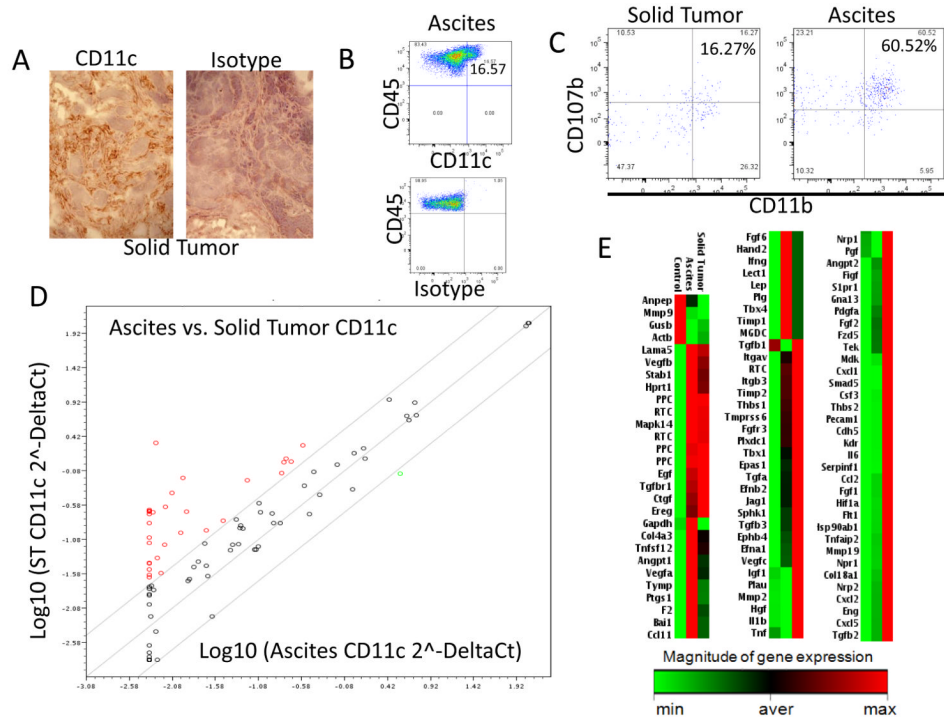 A
CD11c
Isotype
Solid Tumor
B
Ascites
83.43
16.57
0.00
0.00
CD45
CD11c
CD45
Isotype
C
Solid Tumor
Ascites
10.53
16.27
16.27%
47.37
26.32
23.21
60.52
60.52%
10.32
5.95
CD107b
CD11b
D
Ascites vs. Solid Tumor CD11c
Log10 (ST CD11c 2^-DeltaCt)
1.92
1.42
0.92
0.42
-0.08
-0.58
-1.08
-1.58
-2.08
-2.58
-3.08
-2.58
-2.08
-1.58
-1.08
-0.58
-0.08
0.42
0.92
1.42
1.92
Log10 (Ascites CD11c 2^-DeltaCt)
E
Control
Ascites
Solid Tumor
Anpep
Mmp9
Gusb
Actb
Lama5
Vegfb
Stab1
Hprt1
PPC
RTC
Mapk14
RTC
PPC
PPC
Egf
Tgfbr1
Ctgf
Ereg
Gapdh
Col4a3
Tnfsf12
Angpt1
Vegfa
Tymp
Ptgs1
F2
Bai1
Ccl11
Fgf6
Hand2
Ifng
Lect1
Lep
Plg
Tbx4
Timp1
MGDC
Tgfb1
Itgav
RTC
Itgb3
Timp2
Thbs1
Tmprss6
Fgfr3
Plxdc1
Tbx1
Epas1
Tgfa
Efnb2
Jag1
Sphk1
Tgfb3
Ephb4
Efna1
Vegfc
Igf1
Plau
Mmp2
Hgf
Il1b
Tnf
Nrp1
Pgf
Angpt2
Figf
S1pr1
Gna13
Pdgfa
Fgf2
Fzd5
Tek
Mdk
Cxcl1
Smad5
Csf3
Thbs2
Pecam1
Cdh5
Kdr
Il6
Serpinf1
Ccl2
Fgf1
Hif1a
Flt1
Hsp90ab1
Tnfaip2
Mmp19
Npr1
Col18a1
Nrp2
Cxcl2
Eng
Cxcl5
Tgfb2
Magnitude of gene expression
min
aver
max